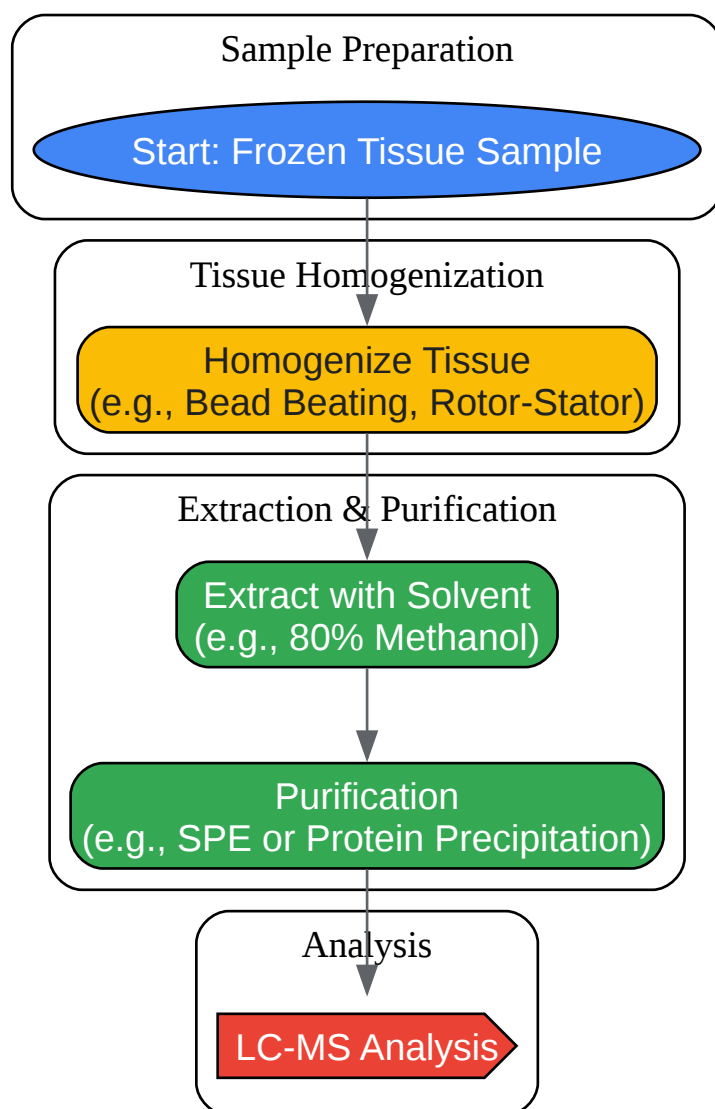 Sample Preparation
Start: Frozen Tissue Sample
Tissue Homogenization
Homogenize Tissue
(e.g., Bead Beating, Rotor-Stator)
Extraction & Purification
Extract with Solvent
(e.g., 80% Methanol)
Purification
(e.g., SPE or Protein Precipitation)
Analysis
LC-MS Analysis